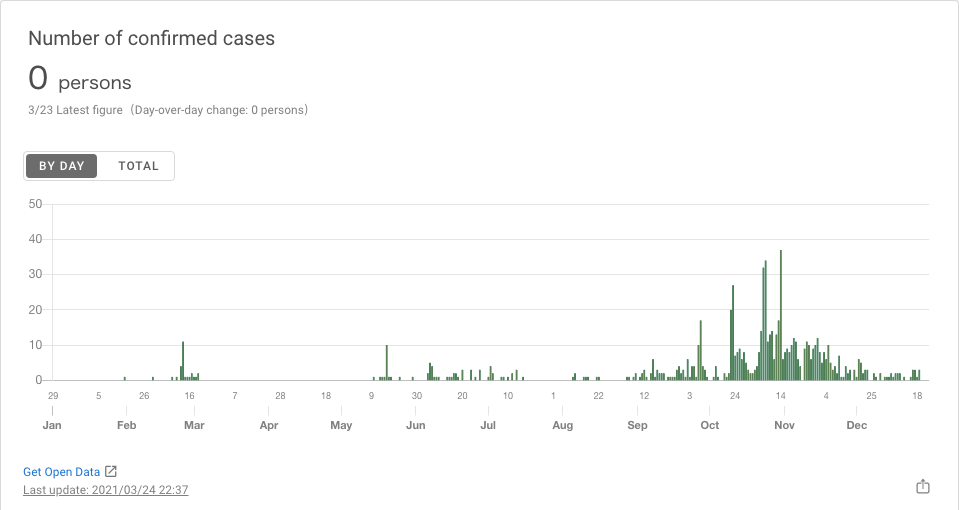 Number of confirmed cases
0 persons
3/23 Latest figure（Day-over-day change: 0 persons）
BY DAY TOTAL
50
40
30
20
10
0
29 5 26 16 7 28 18 9 30 20 10 1 22 12 3 24 14 4 25 18
Jan Feb Mar Apr May Jun Jul Aug Sep Oct Nov Dec
Get Open Data
Last update: 2021/03/24 22:37